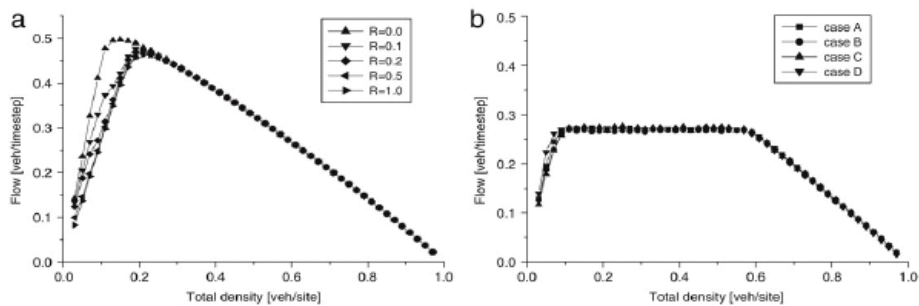 a
R=0.0
R=0.1
R=0.2
R=0.5
R=1.0
Flow [veh/timestep]
0.5
0.4
0.3
0.2
0.1
0.0
0.0 0.2 0.4 0.6 0.8 1.0
Total density [veh/site]
b
case A
case B
case C
case D
Flow [veh/timestep]
0.5
0.4
0.3
0.2
0.1
0.0
0.0 0.2 0.4 0.6 0.8 1.0
Total density [veh/site]